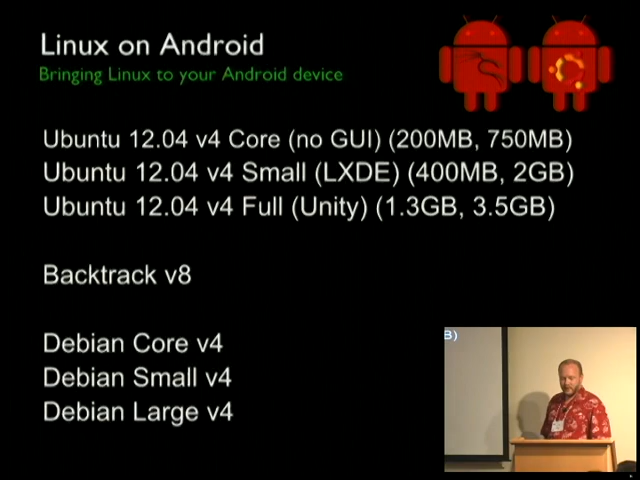 Linux on Android
Bringing Linux to your Android device
Ubuntu 12.04 v4 Core (no GUI) (200MB, 750MB)
Ubuntu 12.04 v4 Small (LXDE) (400MB, 2GB)
Ubuntu 12.04 v4 Full (Unity) (1.3GB, 3.5GB)
Backtrack v8
Debian Core v4
Debian Small v4
Debian Large v4
B)